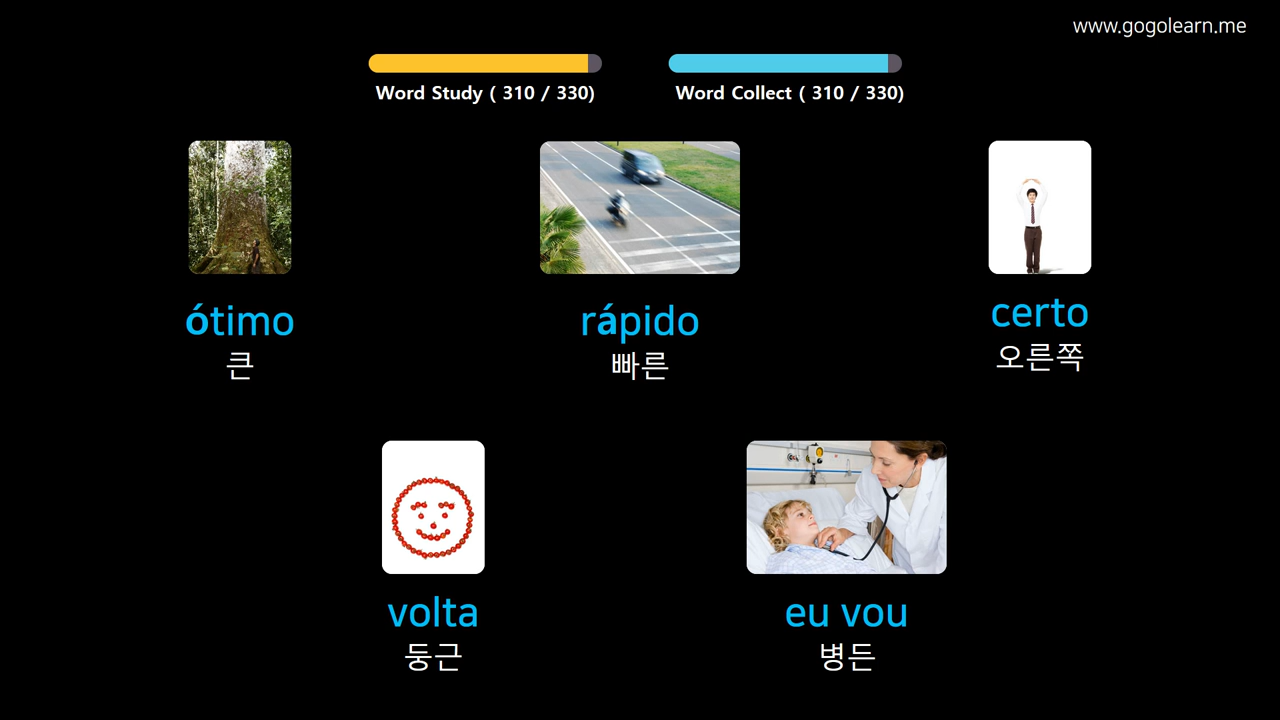 www.gogolearn.me
Word Study ( 310 / 330)
Word Collect ( 310 / 330)
ótimo
큰
rápido
빠른
certo
오른쪽
volta
둥근
eu vou
병든